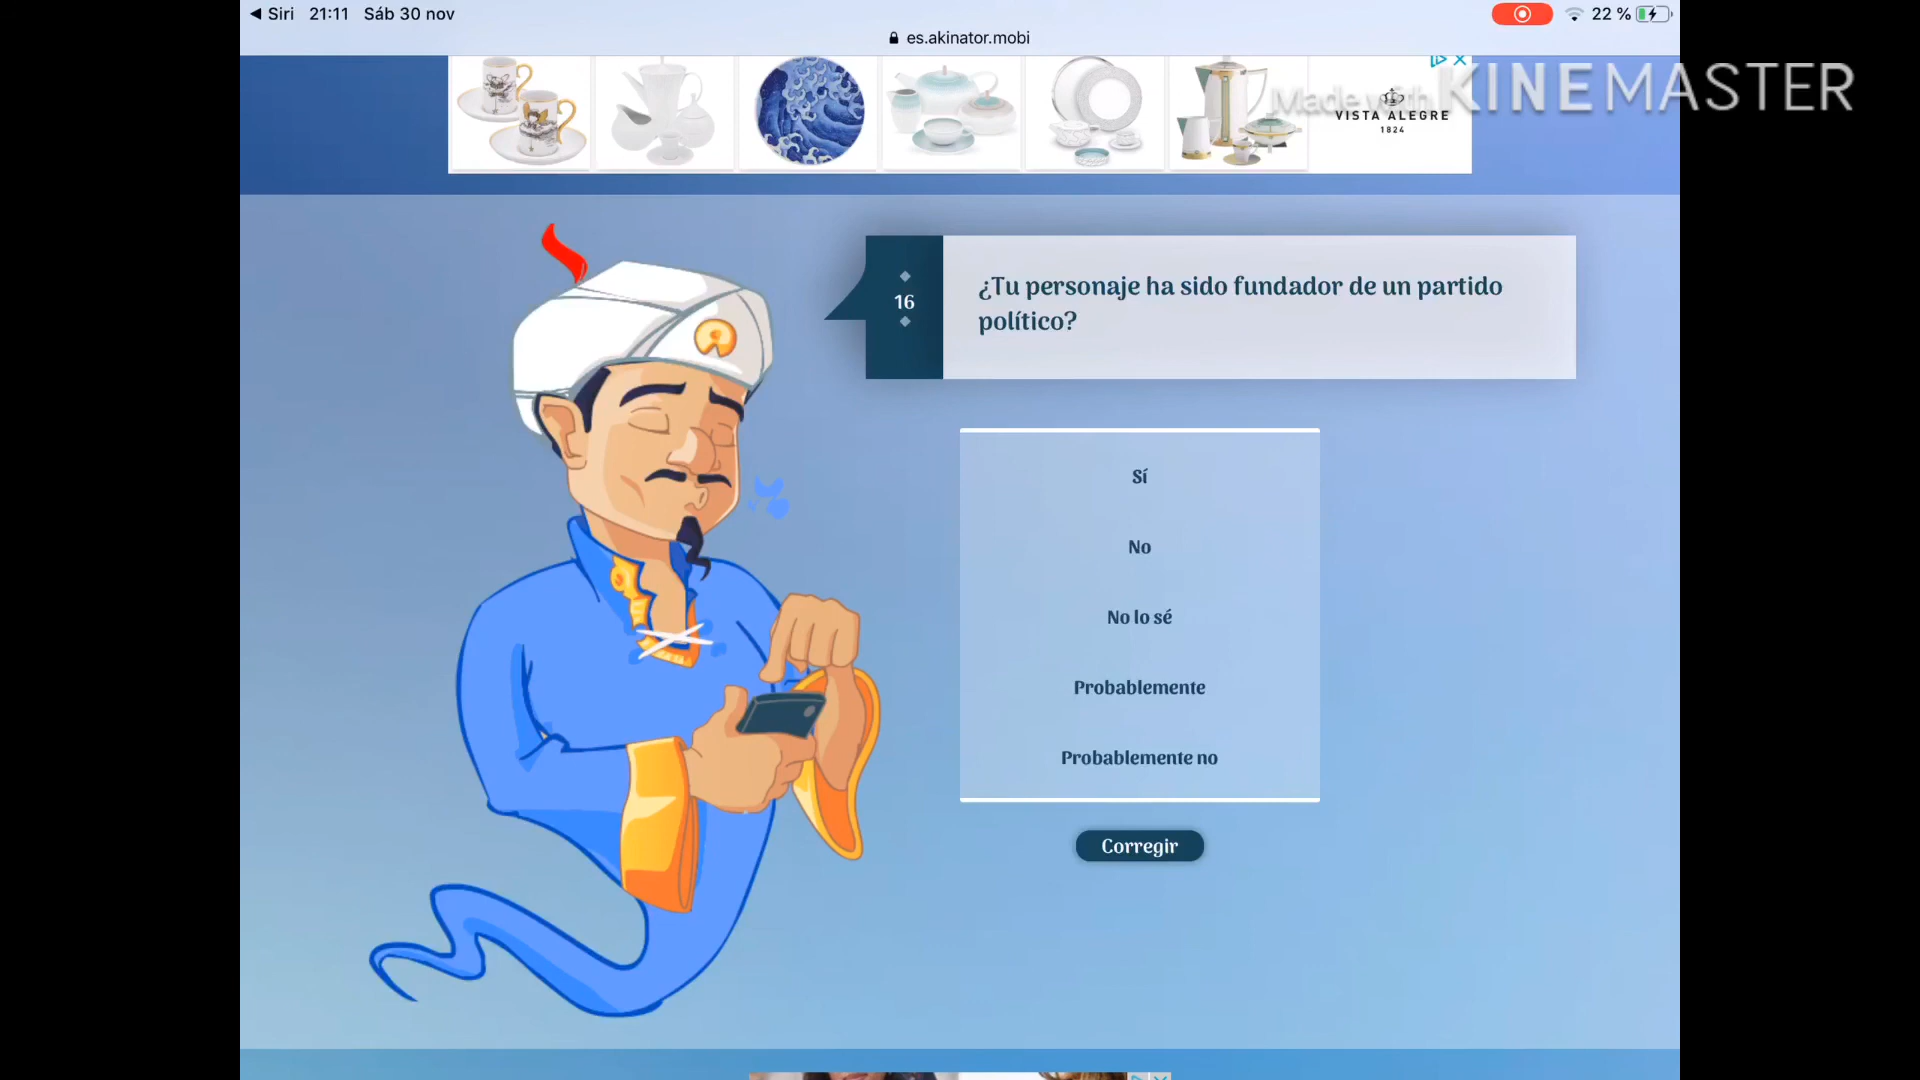 Siri 21:11 Sáb 30 nov
22 %
es.akinator.mobi
Made with KINEMASTER
VISTA ALEGRE
1824
16
¿Tu personaje ha sido fundador de un partido
político?
Sí
No
No lo sé
Probablemente
Probablemente no
Corregir